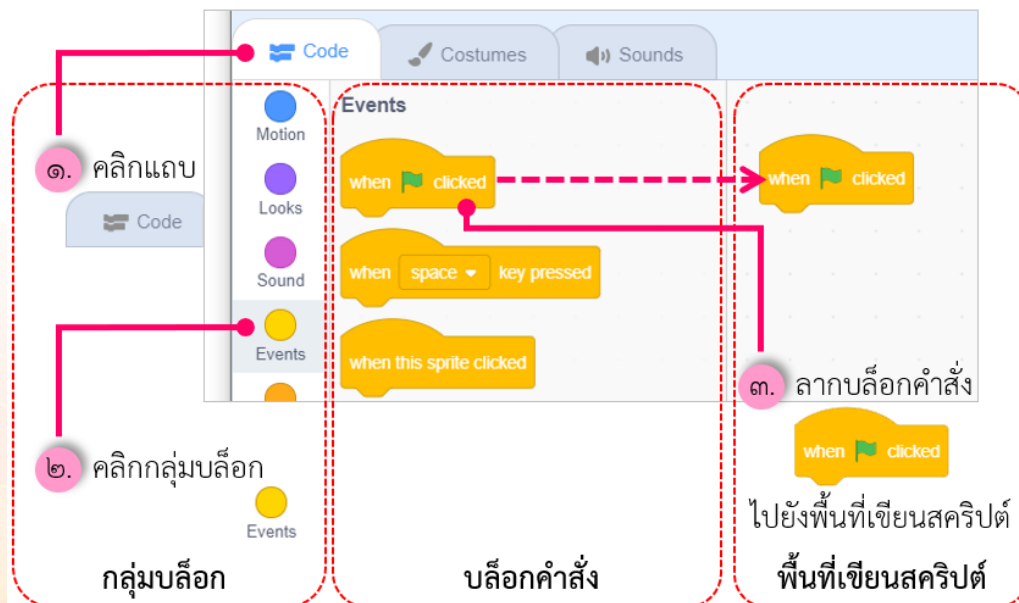 Code
Costumes
Sounds
Motion
Looks
Sound
Events
Events
when clicked
when space key pressed
when this sprite clicked
when clicked
๑. คลิกแถบ
Code
๒. คลิกกลุ่มบล็อก
Events
๓. ลากบล็อกคำสั่ง
when clicked
ไปยังพื้นที่เขียนสคริปต์
กลุ่มบล็อก
บล็อกคำสั่ง
พื้นที่เขียนสคริปต์